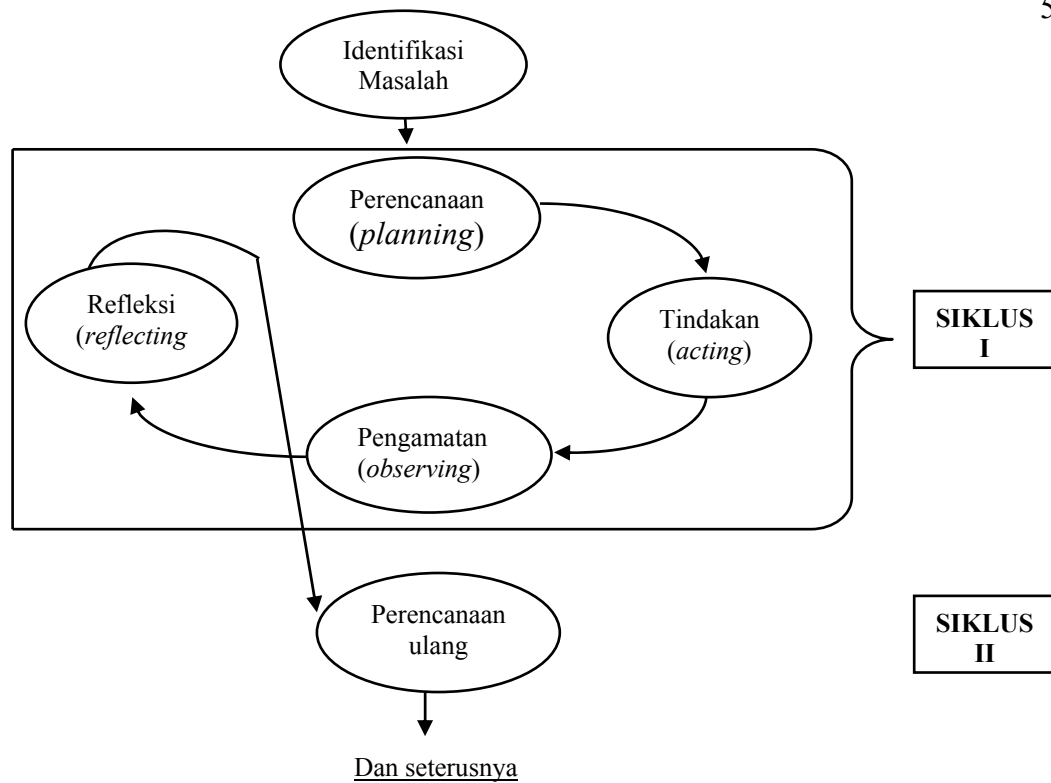 5
Identifikasi
Masalah
Perencanaan
(planning)
Refleksi
(reflecting
Tindakan
(acting)
SIKLUS
I
Pengamatan
(observing)
Perencanaan
ulang
SIKLUS
II
Dan seterusnya